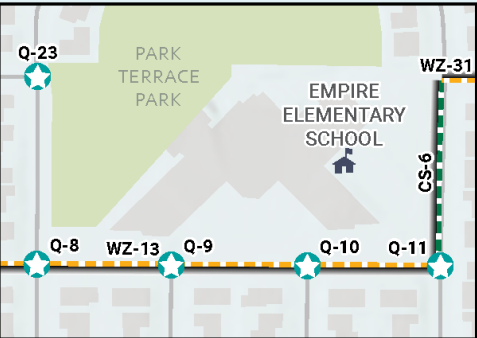 Q-23
PARK
TERRACE
PARK
WZ-31
EMPIRE
ELEMENTARY
SCHOOL
CS-6
Q-8
WZ-13
Q-9
Q-10
Q-11